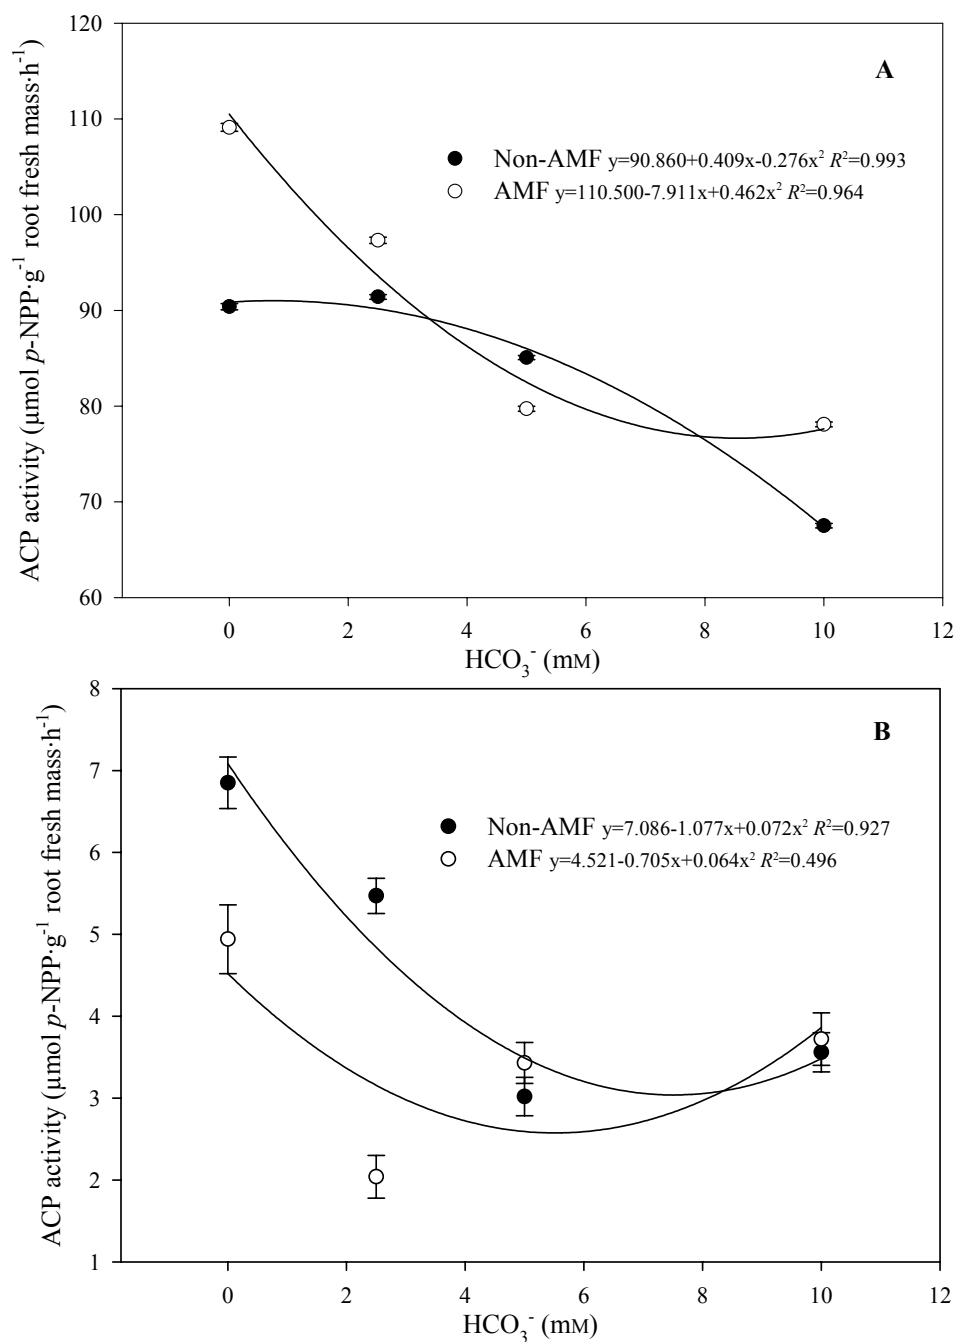 120
110
100
90
80
70
60
ACP activity (µmol p-NPP·g⁻¹ root fresh mass·h⁻¹)
A
Non-AMF y=90.860+0.409x-0.276x² R²=0.993
AMF y=110.500-7.911x+0.462x² R²=0.964
0 2 4 6 8 10 12
HCO₃⁻ (mM)
8
7
6
5
4
3
2
1
ACP activity (µmol p-NPP·g⁻¹ root fresh mass·h⁻¹)
B
Non-AMF y=7.086-1.077x+0.072x² R²=0.927
AMF y=4.521-0.705x+0.064x² R²=0.496
0 2 4 6 8 10 12
HCO₃⁻ (mM)